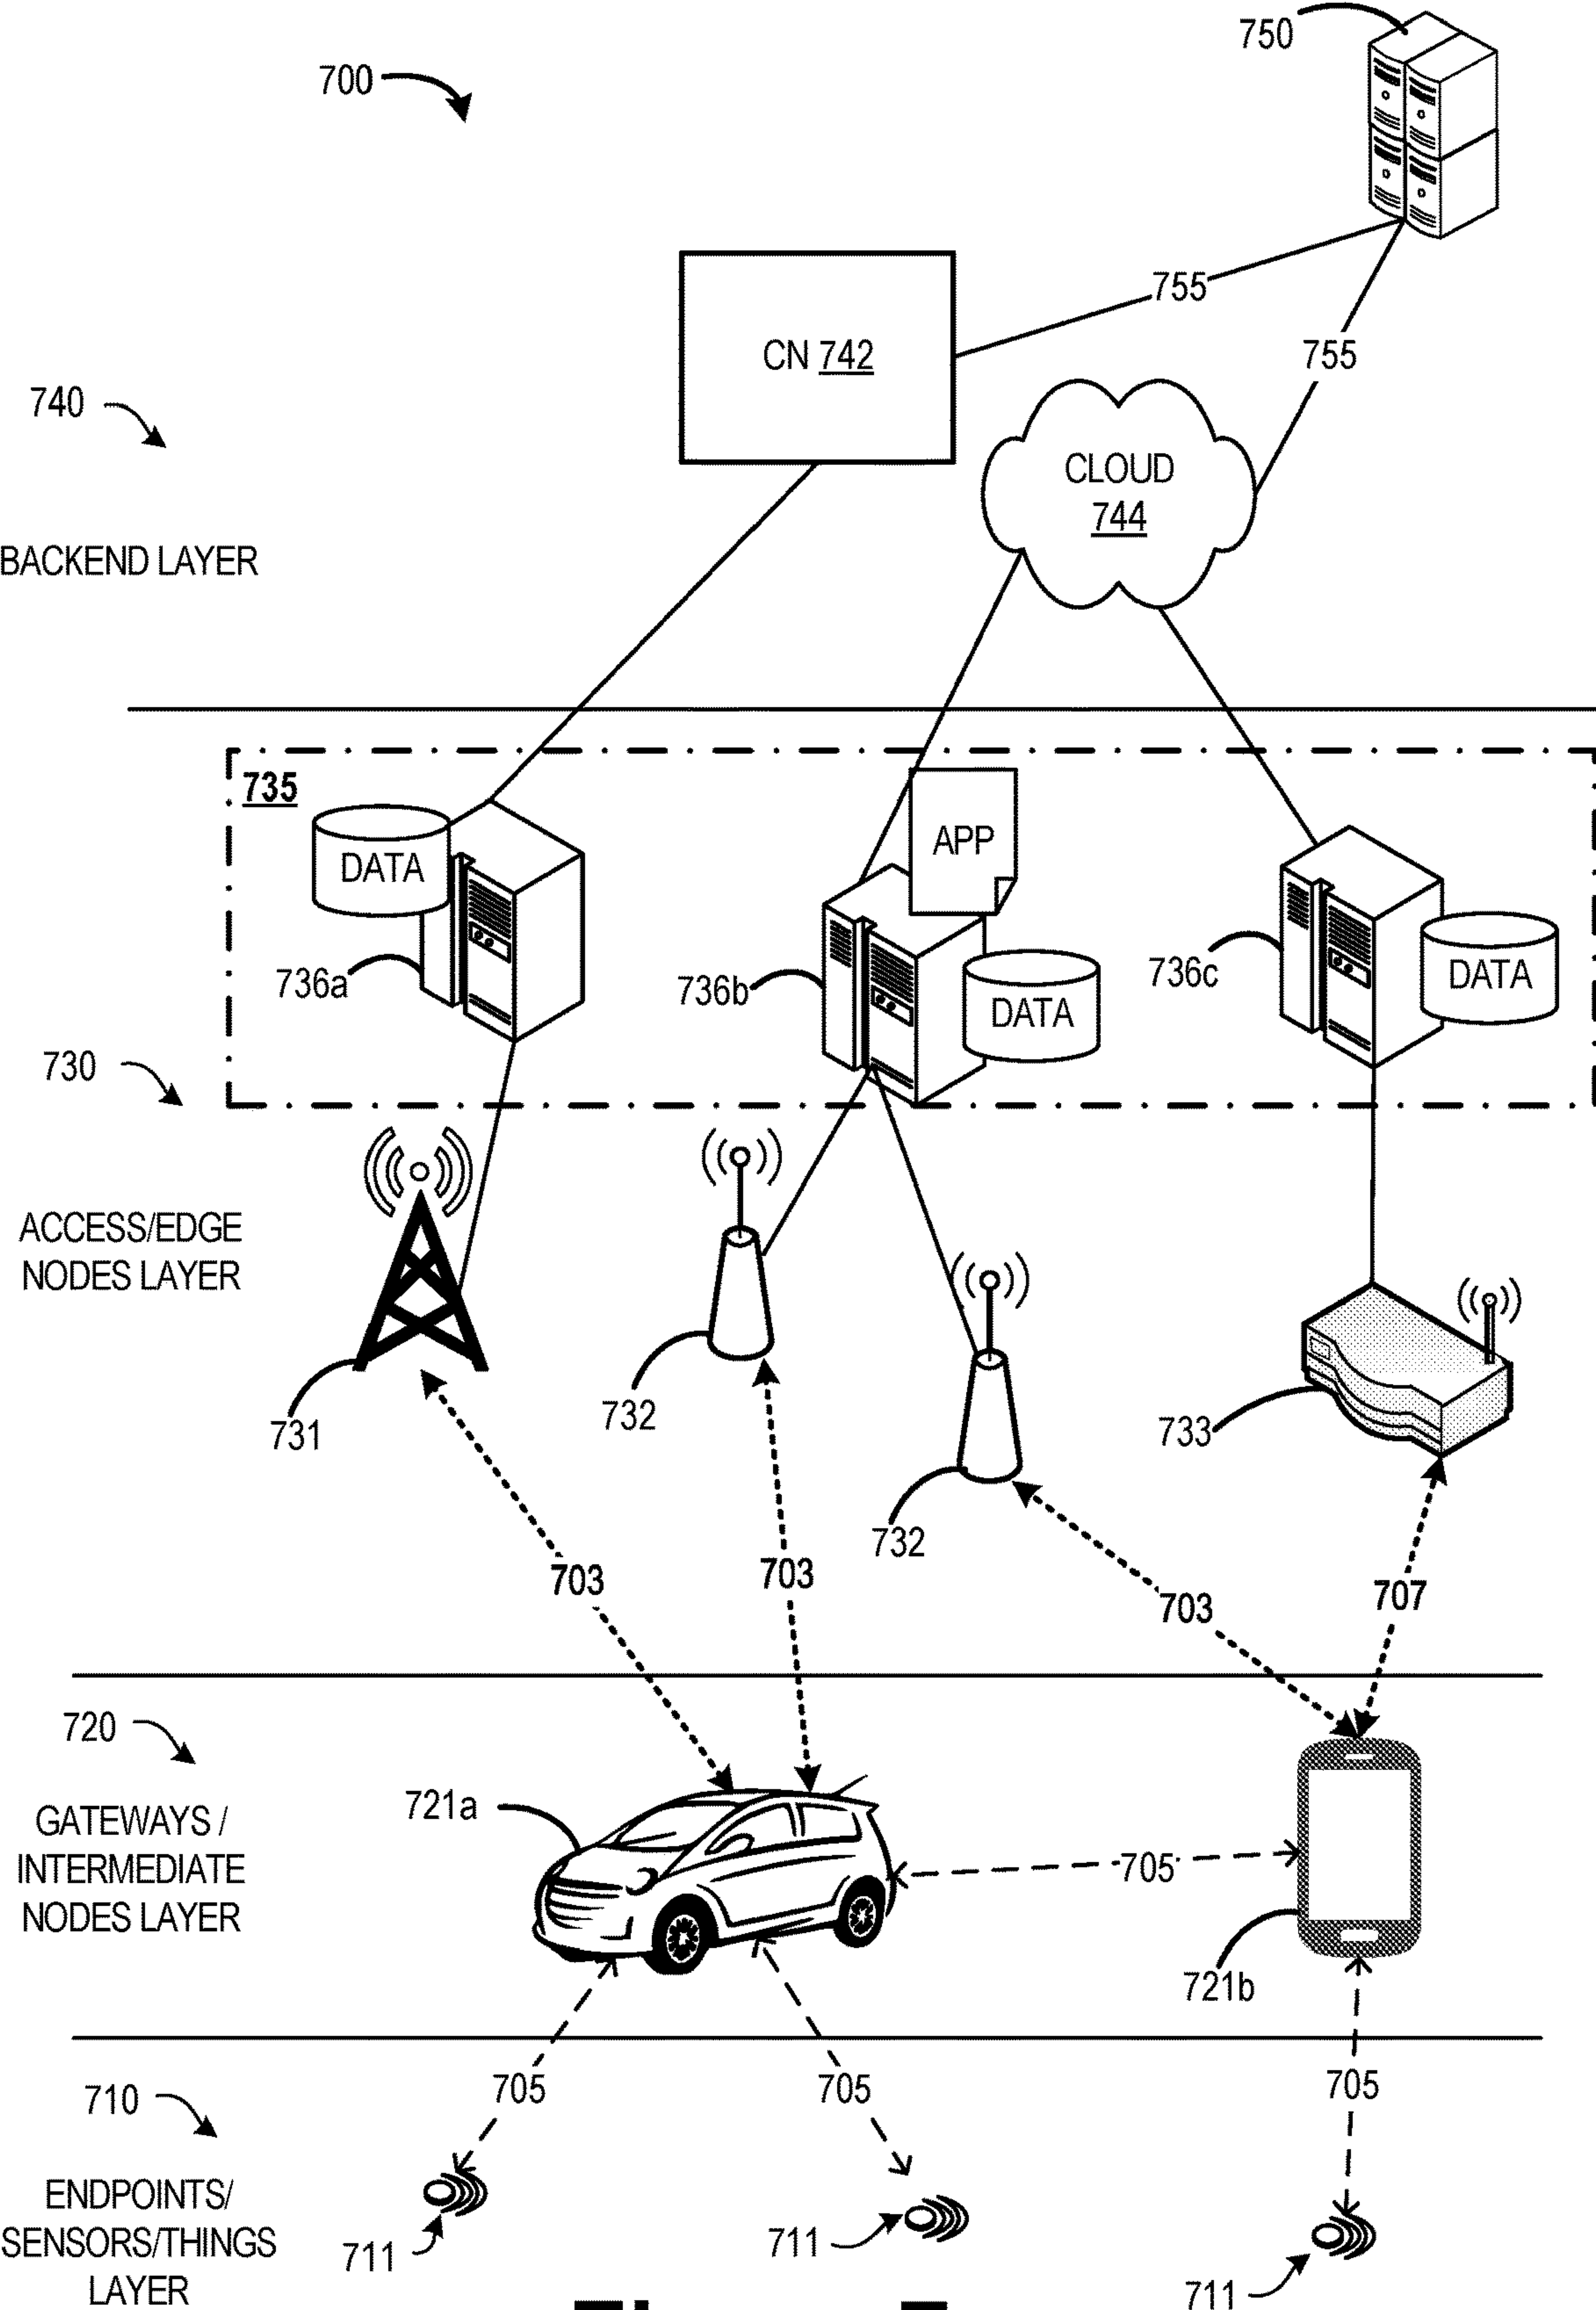 750
700
755
CN 742
755
740
CLOUD
744
BACKEND LAYER
735
APP
DATA
736a
736b
DATA
736c
DATA
730
ACCESS/EDGE
NODES LAYER
731
732
733
732
703
703
703
707
720
721a
GATEWAYS /
INTERMEDIATE
NODES LAYER
705
721b
710
705
705
705
ENDPOINTS/
SENSORS/THINGS
LAYER
711
711
711